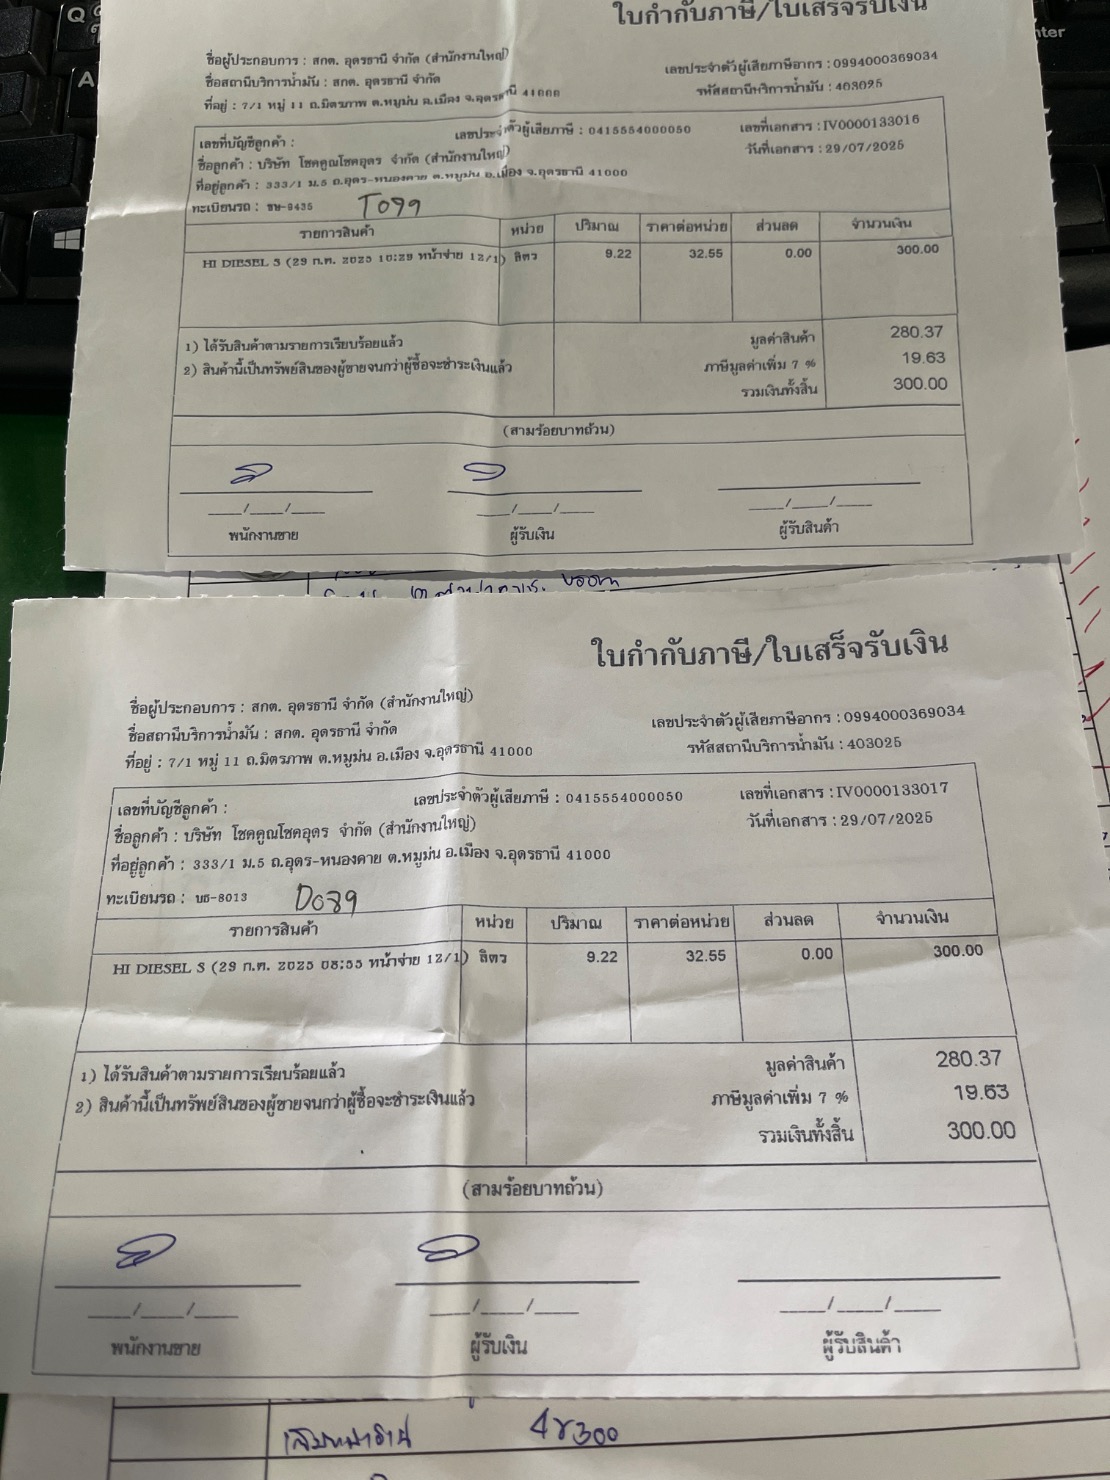 Q
A
nter
ใบกำกับภาษี/ใบเสร็จรับเงิน
ชื่อผู้ประกอบการ : สกต. อุดรธานี จำกัด (สำนักงานใหญ่)
เลขประจำตัวผู้เสียภาษีอากร : 0994000369034
ชื่อสถานีบริการน้ำมัน : สกต. อุดรธานี จำกัด
รหัสสถานีบริการน้ำมัน : 403025
ที่อยู่ : 7/1 หมู่ 11 ถ.มิตรภาพ ต.หมูม่น อ.เมือง จ.อุดรธานี 41000
เลขที่บัญชีลูกค้า :
เลขประจำตัวผู้เสียภาษี : 0415554000050
เลขที่เอกสาร : IV0000133016
ชื่อลูกค้า : บริษัท โชคคูณโชคอุดร จำกัด (สำนักงานใหญ่)
วันที่เอกสาร : 29/07/2025
ที่อยู่ลูกค้า : 333/1 ม.5 ถ.อุดร-หนองคาย ต.หมูม่น อ.เมือง จ.อุดรธานี 41000
ทะเบียนรถ : ขษ-9435
รายการสินค้า หน่วย ปริมาณ ราคาต่อหน่วย ส่วนลด จำนวนเงิน
HI DIESEL S (29 ก.ค. 2025 10:29 หน้าจ่าย 12/1) ลิตร 9.22 32.55 0.00 300.00
1) ได้รับสินค้าตามรายการเรียบร้อยแล้ว
มูลค่าสินค้า 280.37
2) สินค้านี้เป็นทรัพย์สินของผู้ขายจนกว่าผู้ซื้อจะชำระเงินแล้ว
ภาษีมูลค่าเพิ่ม 7 % 19.63
รวมเงินทั้งสิ้น 300.00
(สามร้อยบาทถ้วน)
___/___/___ ___/___/___ ___/___/___
พนักงานขาย ผู้รับเงิน ผู้รับสินค้า
ใบกำกับภาษี/ใบเสร็จรับเงิน
ชื่อผู้ประกอบการ : สกต. อุดรธานี จำกัด (สำนักงานใหญ่)
เลขประจำตัวผู้เสียภาษีอากร : 0994000369034
ชื่อสถานีบริการน้ำมัน : สกต. อุดรธานี จำกัด
รหัสสถานีบริการน้ำมัน : 403025
ที่อยู่ : 7/1 หมู่ 11 ถ.มิตรภาพ ต.หมูม่น อ.เมือง จ.อุดรธานี 41000
เลขที่บัญชีลูกค้า :
เลขประจำตัวผู้เสียภาษี : 0415554000050
เลขที่เอกสาร : IV0000133017
ชื่อลูกค้า : บริษัท โชคคูณโชคอุดร จำกัด (สำนักงานใหญ่)
วันที่เอกสาร : 29/07/2025
ที่อยู่ลูกค้า : 333/1 ม.5 ถ.อุดร-หนองคาย ต.หมูม่น อ.เมือง จ.อุดรธานี 41000
ทะเบียนรถ : บธ-8013
รายการสินค้า หน่วย ปริมาณ ราคาต่อหน่วย ส่วนลด จำนวนเงิน
HI DIESEL S (29 ก.ค. 2025 08:55 หน้าจ่าย 12/1) ลิตร 9.22 32.55 0.00 300.00
1) ได้รับสินค้าตามรายการเรียบร้อยแล้ว
มูลค่าสินค้า 280.37
2) สินค้านี้เป็นทรัพย์สินของผู้ขายจนกว่าผู้ซื้อจะชำระเงินแล้ว
ภาษีมูลค่าเพิ่ม 7 % 19.63
รวมเงินทั้งสิ้น 300.00
(สามร้อยบาทถ้วน)
___/___/___ ___/___/___ ___/___/___
พนักงานขาย ผู้รับเงิน ผู้รับสินค้า